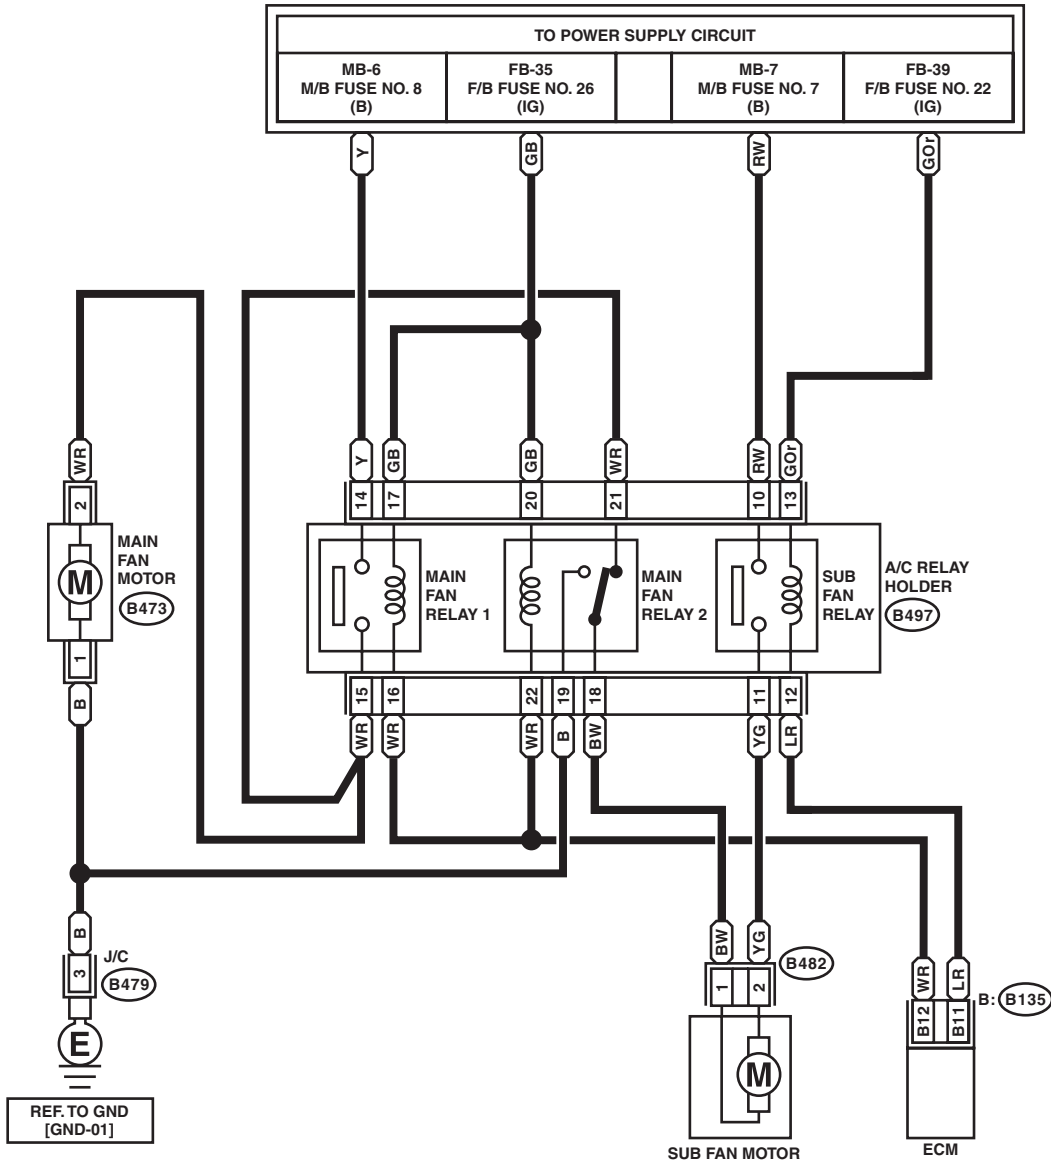 TO POWER SUPPLY CIRCUIT
MB-6
M/B FUSE NO. 8
(B)
FB-35
F/B FUSE NO. 26
(IG)
MB-7
M/B FUSE NO. 7
(B)
FB-39
F/B FUSE NO. 22
(IG)
Y
GB
RW
GOr
WR
Y
GB
GB
WR
RW
GOr
2
14
17
20
21
10
13
M
MAIN
FAN
MOTOR
B473
MAIN
FAN
RELAY 1
MAIN
FAN
RELAY 2
SUB
FAN
RELAY
A/C RELAY
HOLDER
B497
1
15
16
22
19
18
11
12
B
WR
WR
WR
B
BW
YG
LR
B
J/C
3
B479
E
REF. TO GND
[GND-01]
BW
YG
B482
1
2
M
SUB FAN MOTOR
WR
LR
B: B135
B12
B11
ECM